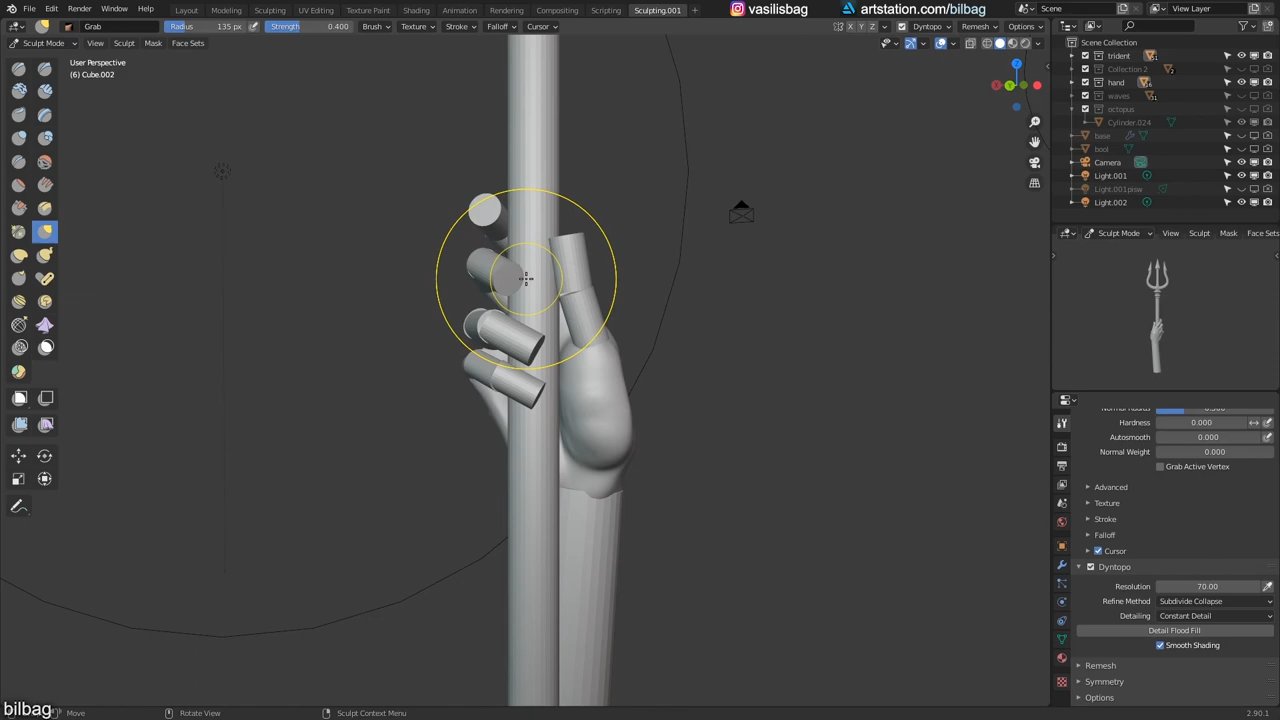 File Edit Render Window Help Layout Modeling Sculpting UV Editing Texture Paint Shading Animation Rendering Compositing Scripting Sculpting.001 vasilisbag artstation.com/bilbag Scene View Layer
Grab Radius 135 px Strength 0.400 Brush Texture Stroke Falloff Cursor X Y Z Dyntopo Options
Sculpt Mode View Sculpt Mask Face Sets
User Perspective
(6) Cube.002
Scene Collection
trident
Collection 2
hand
waves
octopus
Cylinder.024
base
bool
Camera
Light.001
Light.001pisw
Light.002
Sculpt Mode View Sculpt Mask Face Sets
Hardness 0.000
Autosmooth 0.000
Normal Weight 0.000
Grab Active Vertex
Advanced
Texture
Stroke
Falloff
Cursor
Dyntopo
Resolution 70.00
Refine Method Subdivide Collapse
Detailing Constant Detail
Detail Flood Fill
Smooth Shading
Remesh
Symmetry
Options
bilbag Move Rotate View Sculpt Context Menu 2.90.1